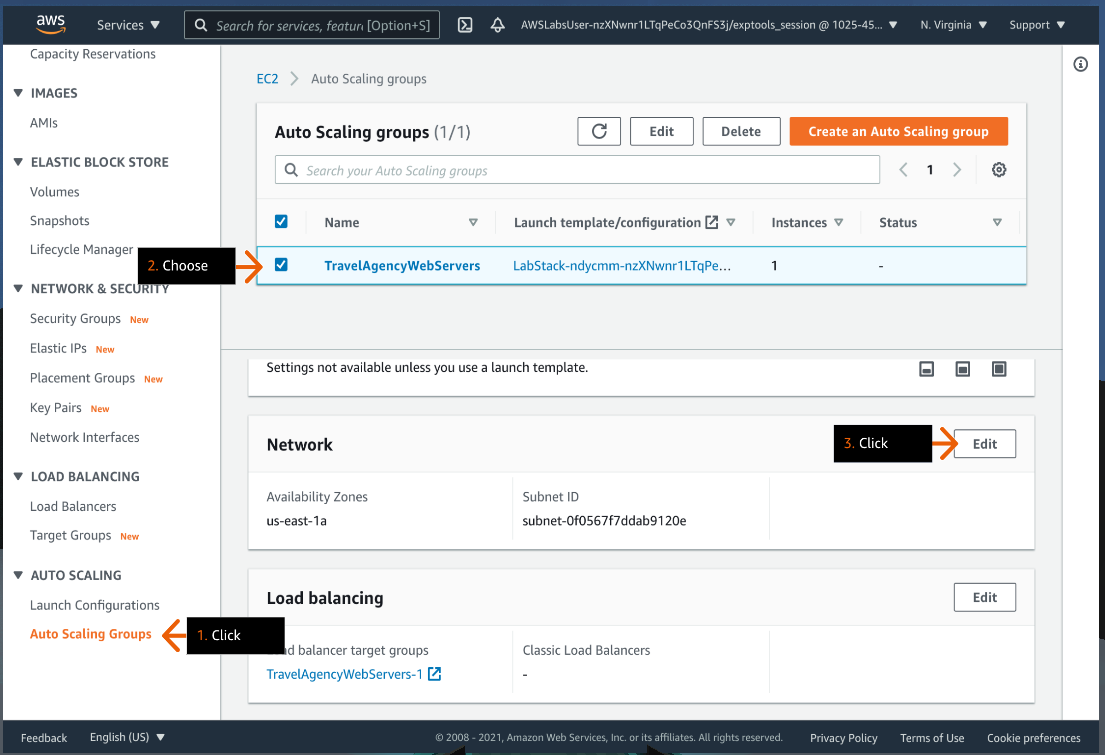 aws
Services
Search for services, featur [Option+S]
AWSLabsUser-nzXNwnr1LTqPeCo3QnFS3j/exptools_session @ 1025-45...
N. Virginia
Support
Capacity Reservations
IMAGES
AMIs
ELASTIC BLOCK STORE
Volumes
Snapshots
Lifecycle Manager
NETWORK & SECURITY
Security Groups New
Elastic IPs New
Placement Groups New
Key Pairs New
Network Interfaces
LOAD BALANCING
Load Balancers
Target Groups New
AUTO SCALING
Launch Configurations
Auto Scaling Groups
1. Click
EC2 > Auto Scaling groups
Auto Scaling groups (1/1)
Edit
Delete
Create an Auto Scaling group
Search your Auto Scaling groups
1
Name
Launch template/configuration
Instances
Status
2. Choose
TravelAgencyWebServers
LabStack-ndycmm-nzXNwnr1LTqPe...
1
-
Settings not available unless you use a launch template.
Network
3. Click
Edit
Availability Zones
us-east-1a
Subnet ID
subnet-0f0567f7ddab9120e
Load balancing
Edit
balancer target groups
TravelAgencyWebServers-1
Classic Load Balancers
-
Feedback
English (US)
© 2008 - 2021, Amazon Web Services, Inc. or its affiliates. All rights reserved.
Privacy Policy
Terms of Use
Cookie preferences